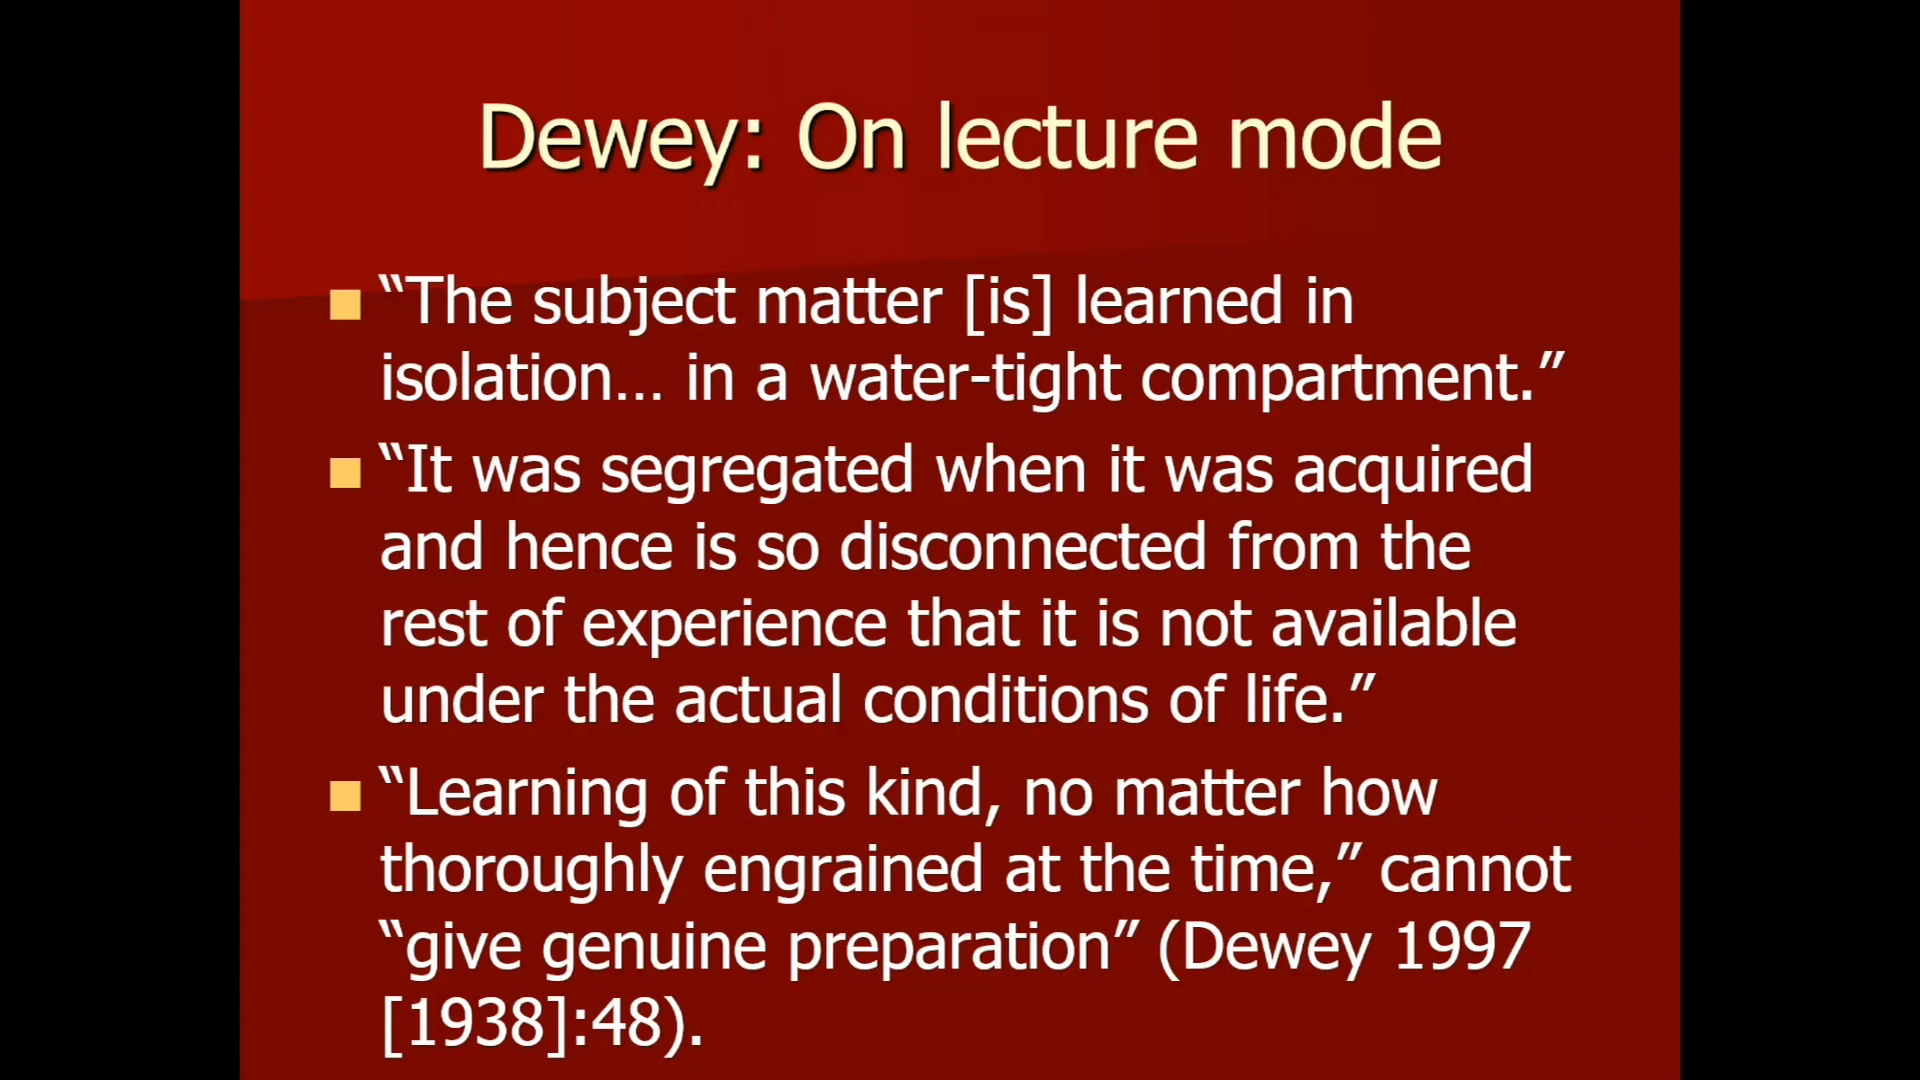 Dewey: On lecture mode
“The subject matter [is] learned in
isolation… in a water-tight compartment.”
“It was segregated when it was acquired
and hence is so disconnected from the
rest of experience that it is not available
under the actual conditions of life.”
“Learning of this kind, no matter how
thoroughly engrained at the time,” cannot
“give genuine preparation” (Dewey 1997
[1938]:48).